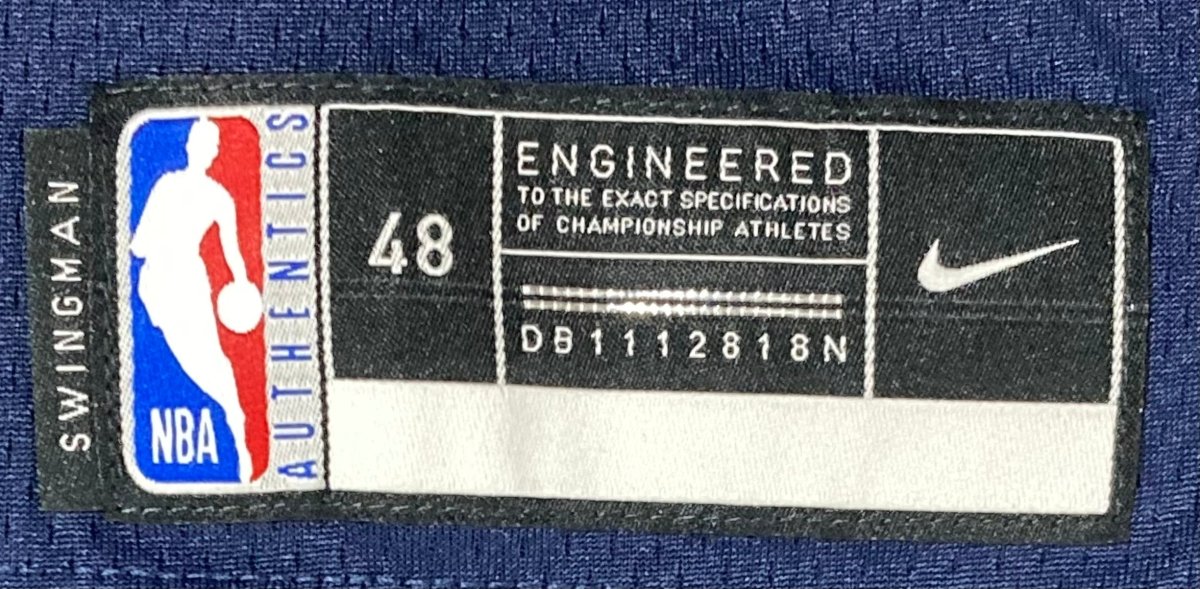 SWINGMAN
NBA
AUTHENTICS
48
ENGINEERED
TO THE EXACT SPECIFICATIONS
OF CHAMPIONSHIP ATHLETES
DB1112818N